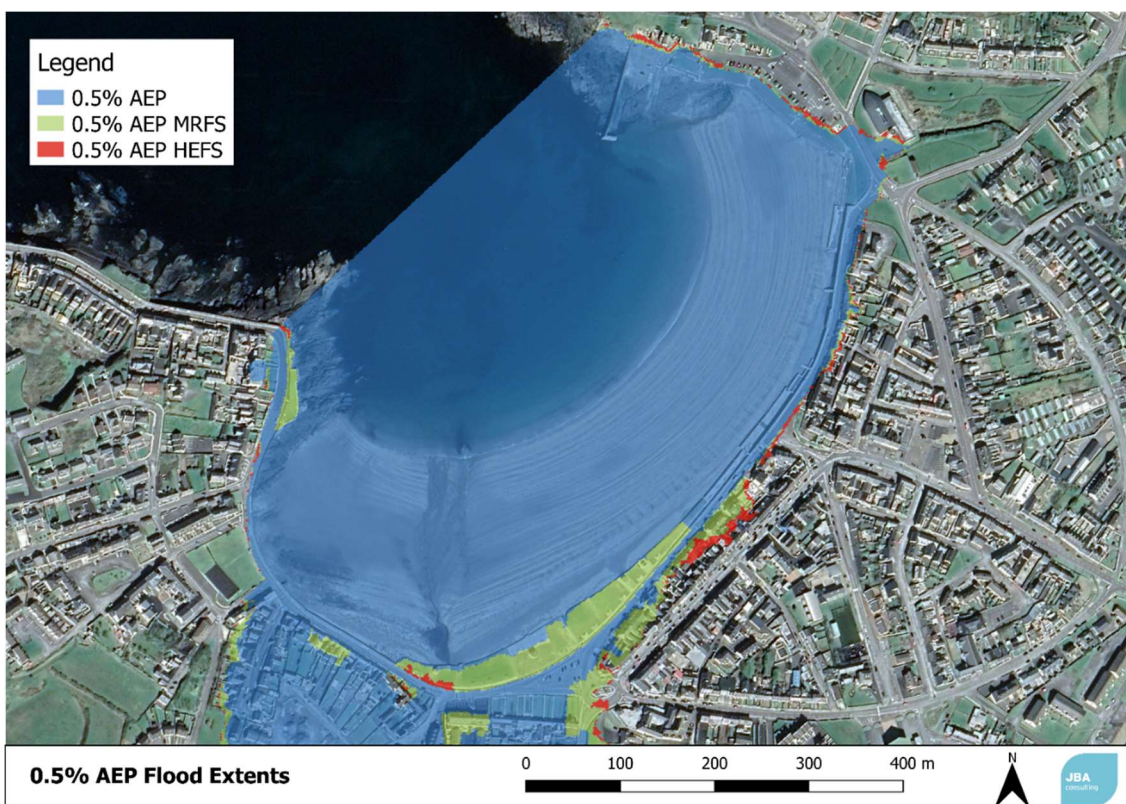 Legend
0.5% AEP
0.5% AEP MRFS
0.5% AEP HEFS
0.5% AEP Flood Extents
0 100 200 300 400 m
N
JBA
consulting